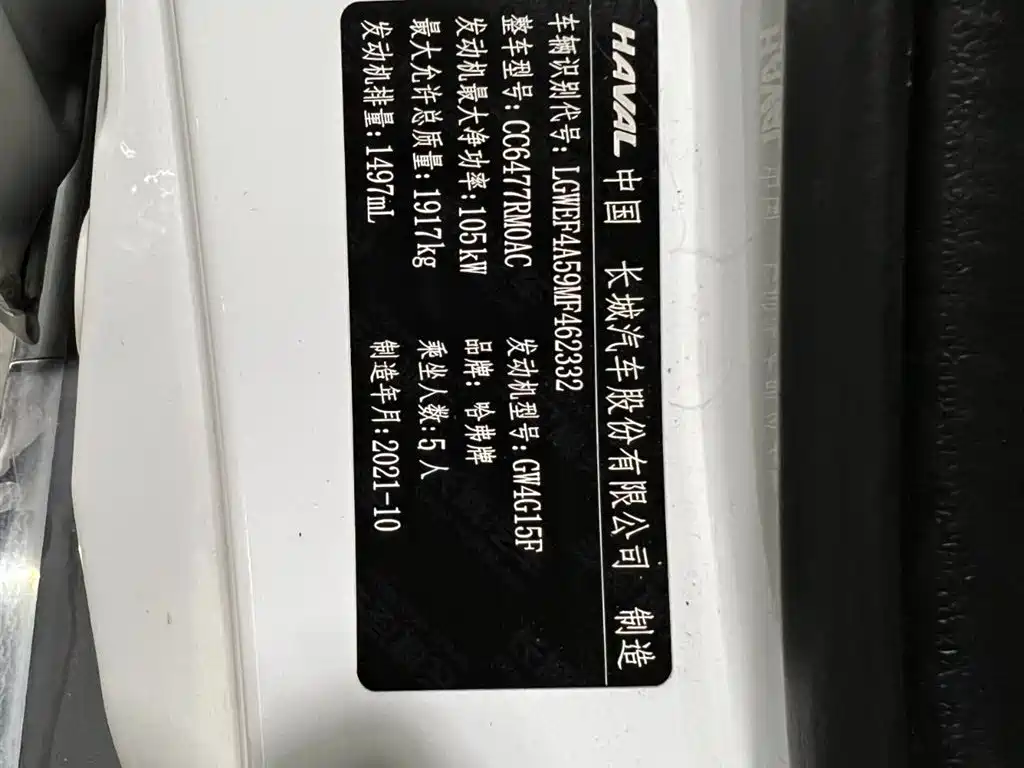 HAVAL 中国 长城汽车股份有限公司 制造
车辆识别代号: LGWEF4A59MF462332
整车型号:CC6477RM0AC 发动机型号:GW4G15F
发动机最大净功率:1051kW 品牌: 哈弗牌
最大允许总质量:1917kg 乘坐人数:5人
发动机排量:1497mL 制造年月:2021-10